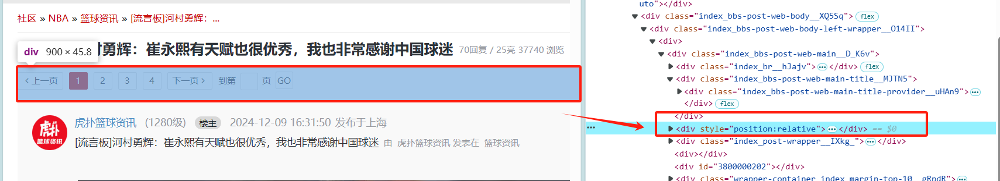 社区 » NBA » 篮球资讯 » [流言板]河村勇辉：...
div 900 × 45.8
村勇辉：崔永熙有天赋也很优秀，我也非常感谢中国球迷 70回复 / 25亮 37740 浏览
‹ 上一页 1 2 3 4 下一页 › 到第 页 GO
虎扑
篮球资讯
虎扑篮球资讯 (1280级) 楼主 2024-12-09 16:31:50 发布于上海
[流言板]河村勇辉：崔永熙有天赋也很优秀，我也非常感谢中国球迷 由 虎扑篮球资讯 发表在 篮球资讯
uto"></div>
<div class="index_bbs-post-web-body__XQ5Sq"> flex
<div class="index_bbs-post-web-body-left-wrapper__O14II">
<div>
<div class="index_bbs-post-web-main__D_K6v">
<div class="index_br__hJajv">…</div> flex
<div class="index_bbs-post-web-main-title__MJTN5">
<div class="index_bbs-post-web-main-title-provider__uHAn9">…
</div> flex
</div>
… <div style="position:relative">…</div> == $0
<div class="index_post-wrapper__IXkg_">…</div>
<div></div>
<div id="3800000202"></div>
<div class="wrapper-container index_margin-top-10__gRpdR">…